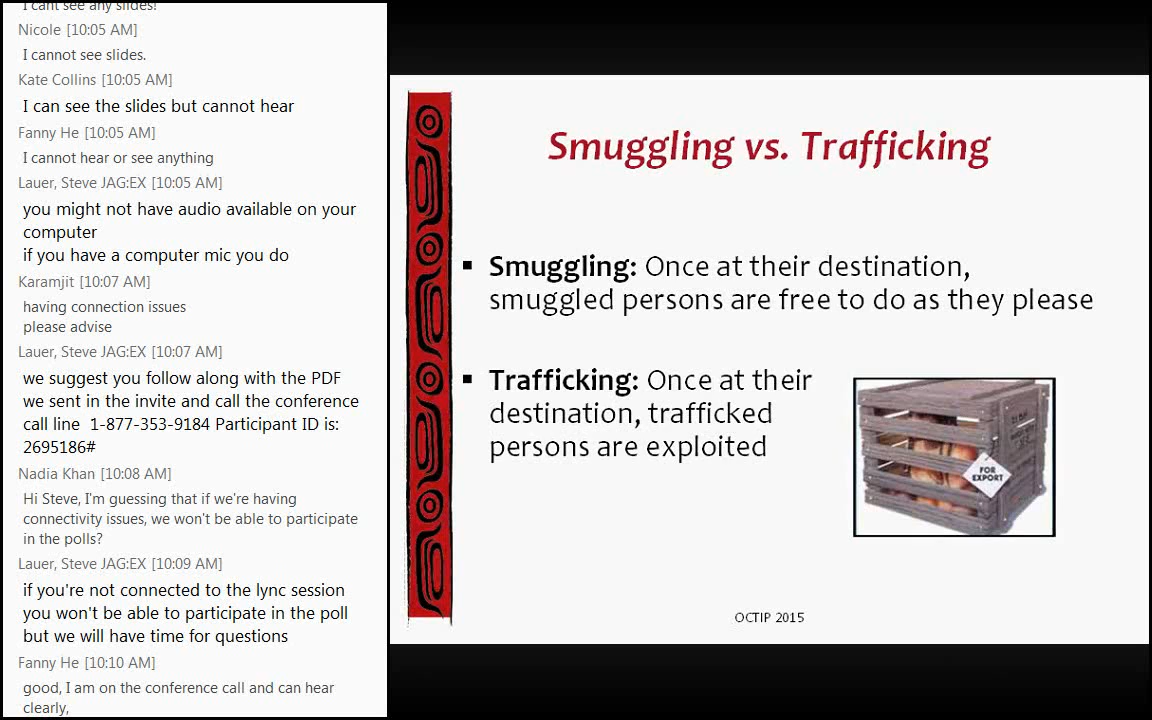 I cant see any slides!
Nicole [10:05 AM]
I cannot see slides.
Kate Collins [10:05 AM]
I can see the slides but cannot hear
Fanny He [10:05 AM]
I cannot hear or see anything
Lauer, Steve JAG:EX [10:05 AM]
you might not have audio available on your
computer
if you have a computer mic you do
Karamjit [10:07 AM]
having connection issues
please advise
Lauer, Steve JAG:EX [10:07 AM]
we suggest you follow along with the PDF
we sent in the invite and call the conference
call line 1-877-353-9184 Participant ID is:
2695186#
Nadia Khan [10:08 AM]
Hi Steve, I'm guessing that if we're having
connectivity issues, we won't be able to participate
in the polls?
Lauer, Steve JAG:EX [10:09 AM]
if you're not connected to the lync session
you won't be able to participate in the poll
but we will have time for questions
Fanny He [10:10 AM]
good, I am on the conference call and can hear
clearly,
Smuggling vs. Trafficking
▪ Smuggling: Once at their destination,
smuggled persons are free to do as they please
▪ Trafficking: Once at their
destination, trafficked
persons are exploited
FOR
EXPORT
OCTIP 2015